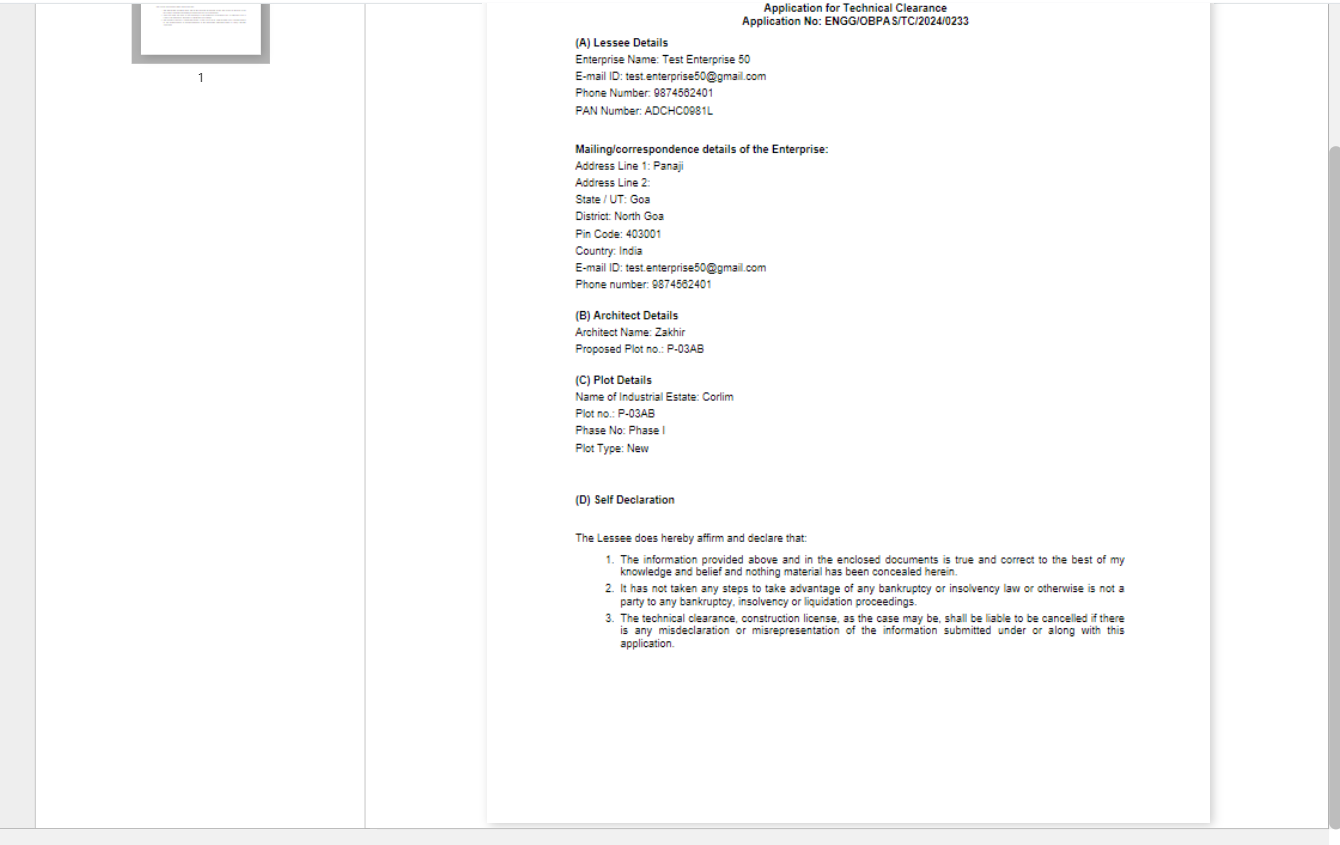 Application for Technical Clearance
Application No: ENGG/OBPAS/TC/2024/0233
(A) Lessee Details
Enterprise Name: Test Enterprise 50
E-mail ID: test.enterprise50@gmail.com
Phone Number: 9874562401
PAN Number: ADCHC0981L
Mailing/correspondence details of the Enterprise:
Address Line 1: Panaji
Address Line 2:
State / UT: Goa
District: North Goa
Pin Code: 403001
Country: India
E-mail ID: test.enterprise50@gmail.com
Phone number: 9874562401
(B) Architect Details
Architect Name: Zakhir
Proposed Plot no.: P-03AB
(C) Plot Details
Name of Industrial Estate: Corlim
Plot no.: P-03AB
Phase No: Phase I
Plot Type: New
(D) Self Declaration
The Lessee does hereby affirm and declare that:
1. The information provided above and in the enclosed documents is true and correct to the best of my
knowledge and belief and nothing material has been concealed herein.
2. It has not taken any steps to take advantage of any bankruptcy or insolvency law or otherwise is not a
party to any bankruptcy, insolvency or liquidation proceedings.
3. The technical clearance, construction license, as the case may be, shall be liable to be cancelled if there
is any misdeclaration or misrepresentation of the information submitted under or along with this
application.
1